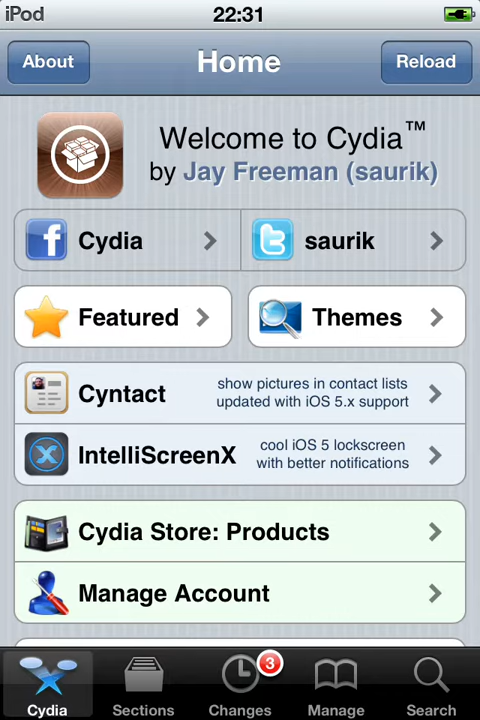 iPod 22:31
About Home Reload
Welcome to Cydia™
by Jay Freeman (saurik)
Cydia saurik
Featured Themes
Cyntact show pictures in contact lists
updated with iOS 5.x support
IntelliScreenX cool iOS 5 lockscreen
with better notifications
Cydia Store: Products
Manage Account
3
Cydia Sections Changes Manage Search